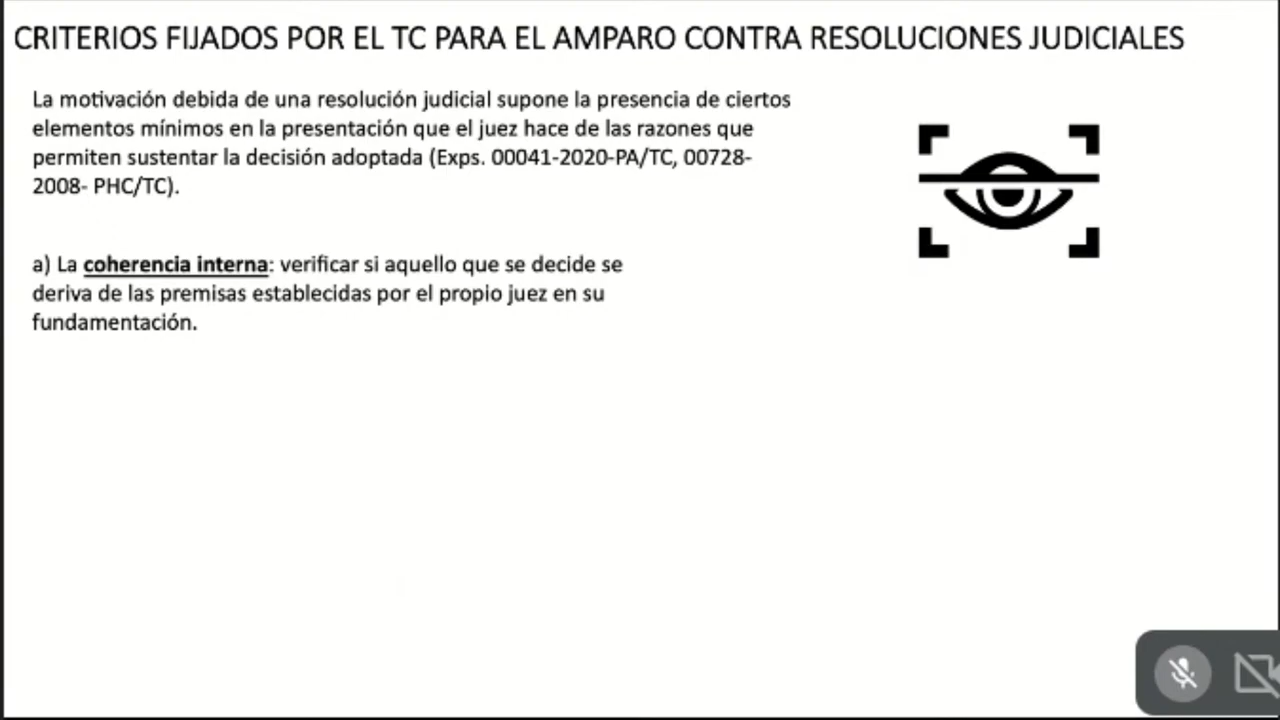 CRITERIOS FIJADOS POR EL TC PARA EL AMPARO CONTRA RESOLUCIONES JUDICIALES
La motivación debida de una resolución judicial supone la presencia de ciertos
elementos mínimos en la presentación que el juez hace de las razones que
permiten sustentar la decisión adoptada (Exps. 00041-2020-PA/TC, 00728-
2008- PHC/TC).
a) La coherencia interna: verificar si aquello que se decide se
deriva de las premisas establecidas por el propio juez en su
fundamentación.